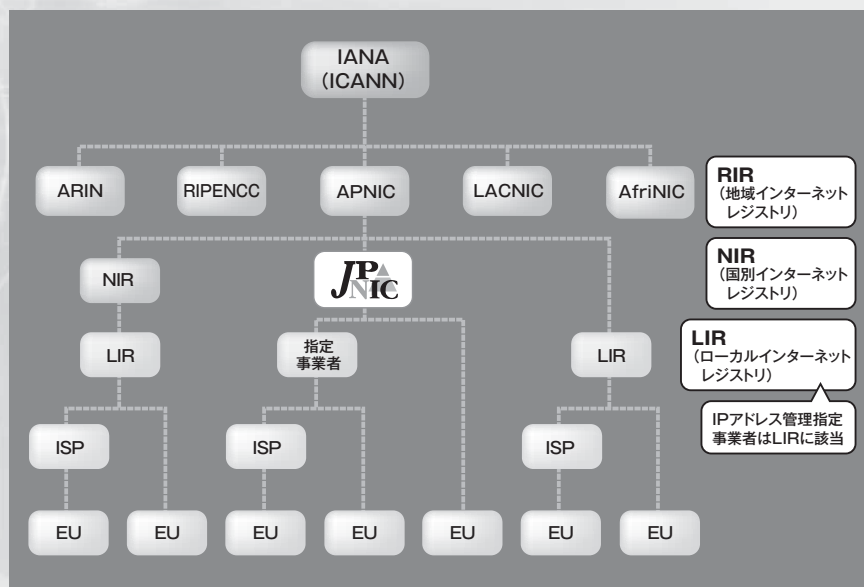 IANA
(ICANN)
ARIN
RIPENCC
APNIC
LACNIC
AfriNIC
RIR
(地域インターネット
レジストリ)
NIR
JPNIC
NIR
(国別インターネット
レジストリ)
LIR
指定
事業者
LIR
LIR
(ローカルインターネット
レジストリ)
IPアドレス管理指定
事業者はLIRに該当
ISP
ISP
ISP
EU
EU
EU
EU
EU
EU
EU